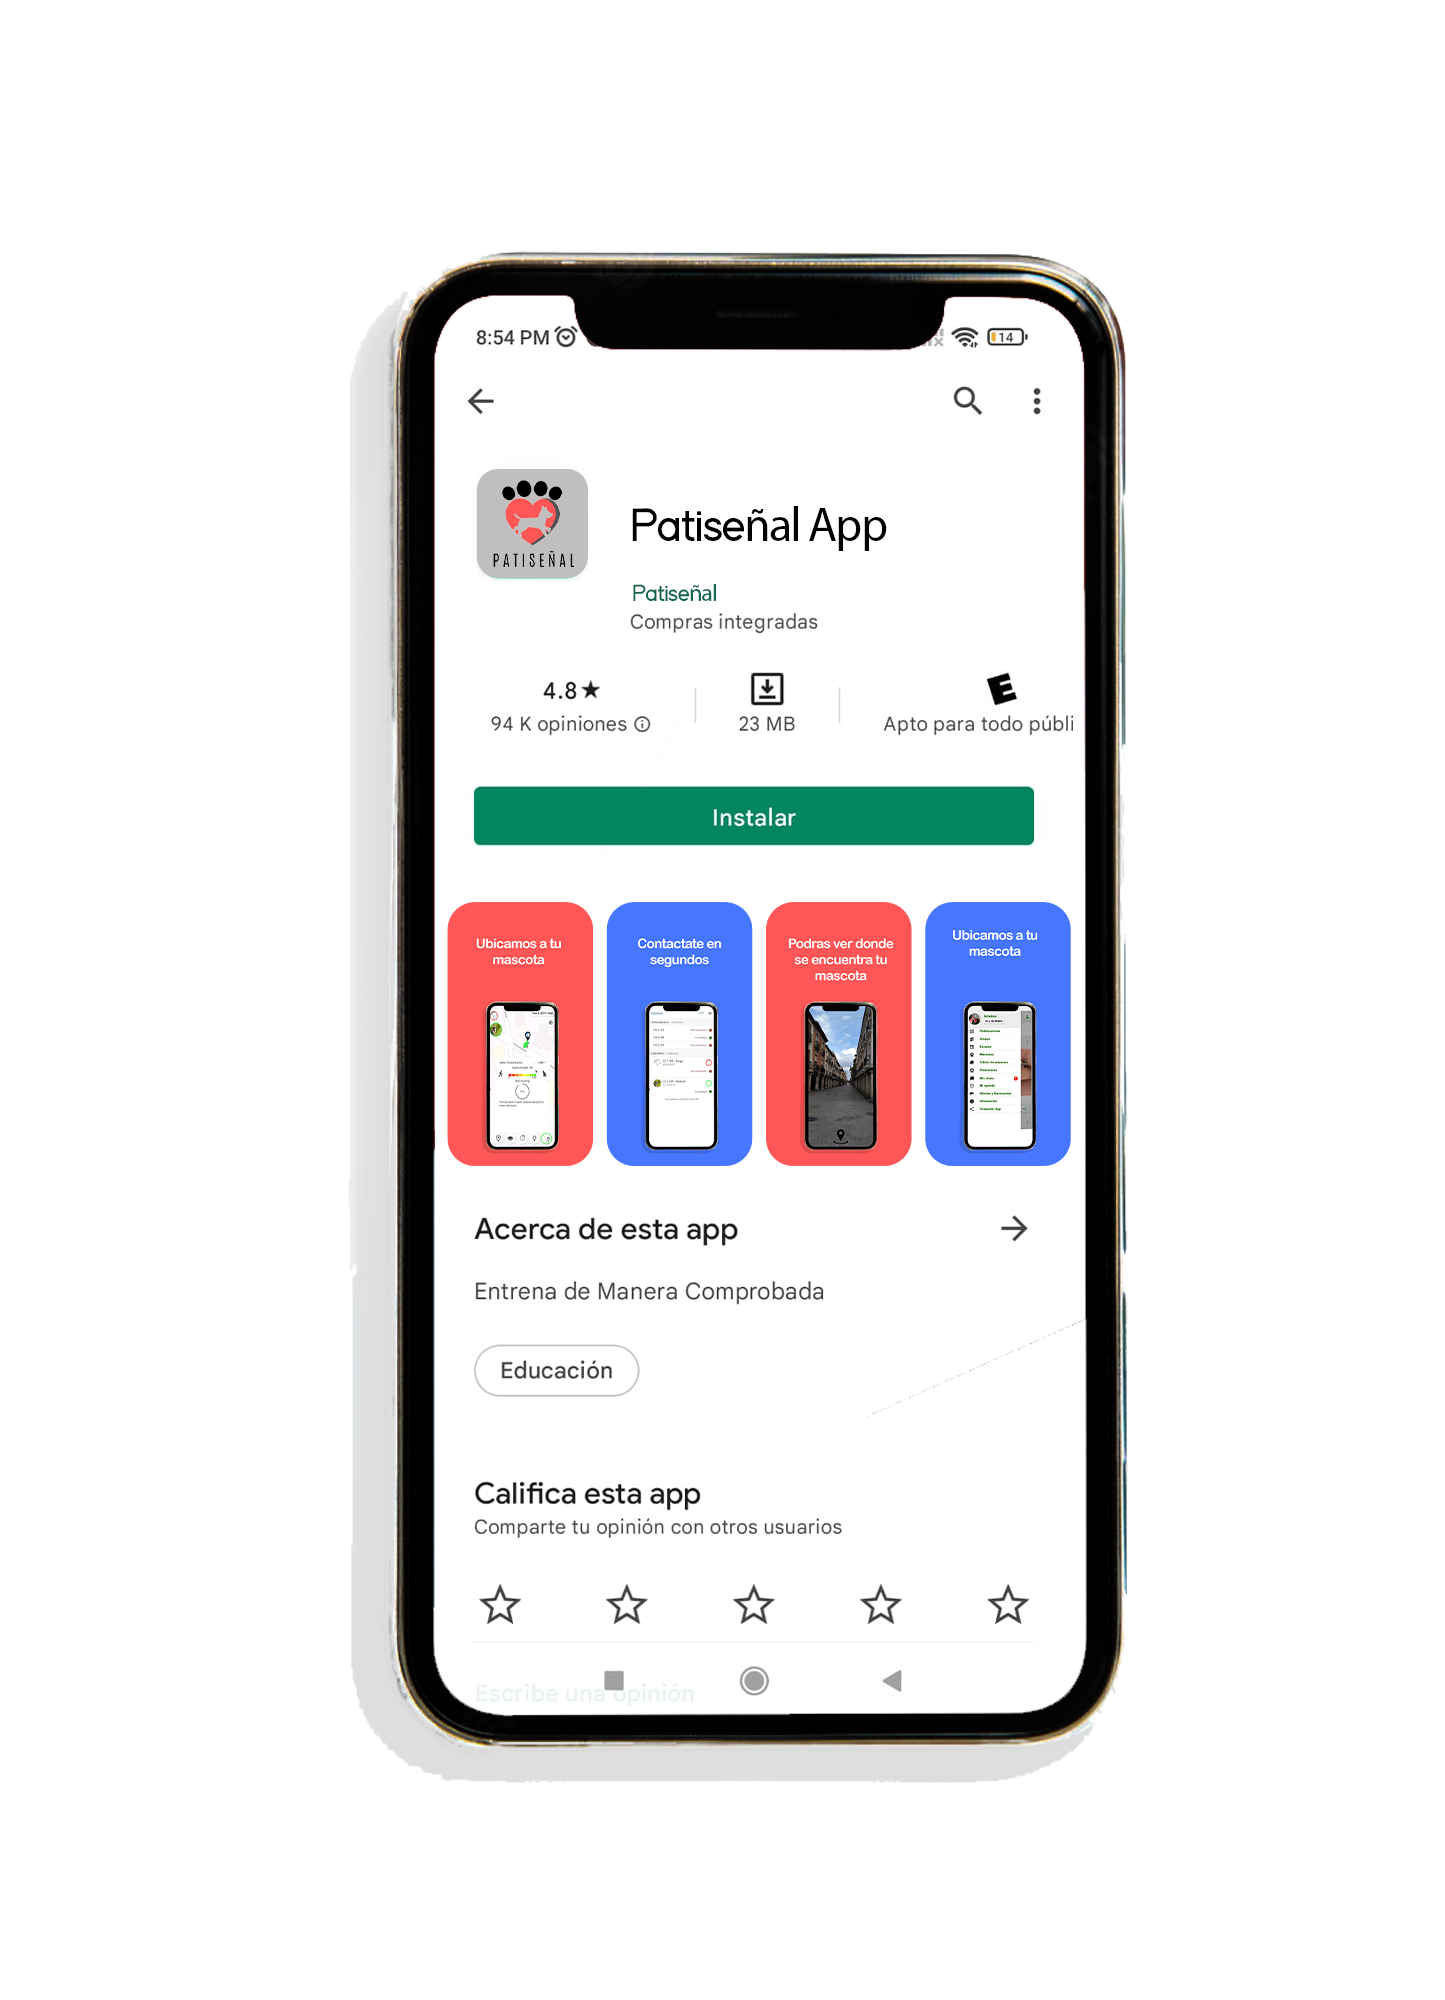 8:54 PM
14
PATISEÑAL
Patiseñal App
Patiseñal
Compras integradas
4.8★
94 K opiniones
23 MB
E
Apto para todo públi
Instalar
Ubicamos a tu
mascota
Contactate en
segundos
Podras ver donde
se encuentra tu
mascota
Ubicamos a tu
mascota
Acerca de esta app
Entrena de Manera Comprobada
Educación
Califica esta app
Comparte tu opinión con otros usuarios
Escribe una opinión